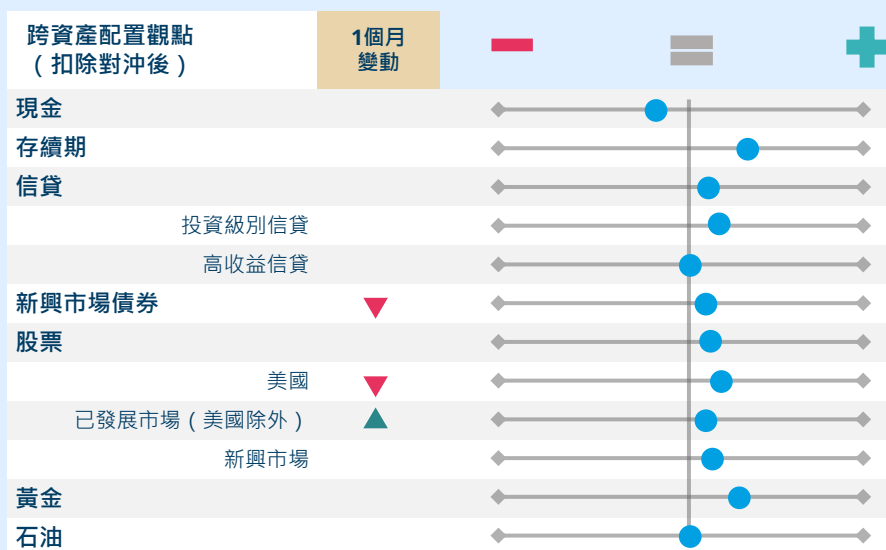 跨資產配置觀點
（扣除對沖後）
1個月
變動
現金
存續期
信貸
投資級別信貸
高收益信貸
新興市場債券
股票
美國
已發展市場（美國除外）
新興市場
黃金
石油